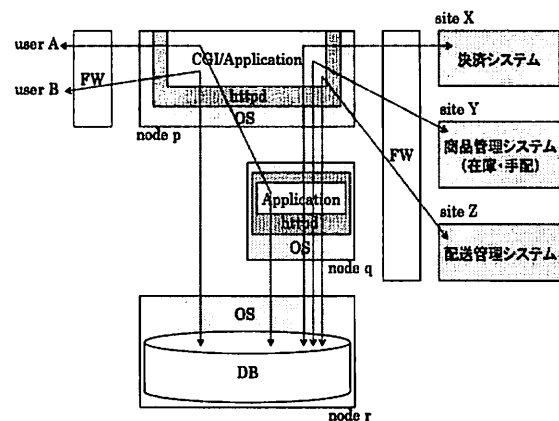 user A
user B
FW
CGI/Application
httpd
OS
node p
Application
httpd
OS
node q
OS
DB
node r
FW
site X
決済システム
site Y
商品管理システム
(在庫・手配)
site Z
配送管理システム